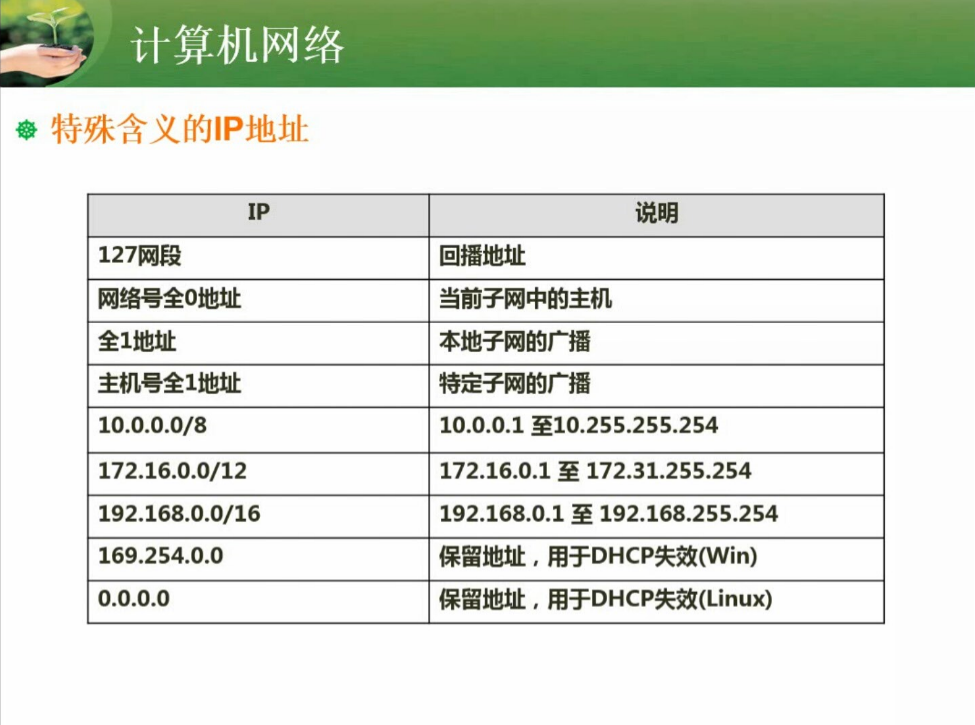 计算机网络
特殊含义的IP地址
IP 说明
127网段 回播地址
网络号全0地址 当前子网中的主机
全1地址 本地子网的广播
主机号全1地址 特定子网的广播
10.0.0.0/8 10.0.0.1 至10.255.255.254
172.16.0.0/12 172.16.0.1 至 172.31.255.254
192.168.0.0/16 192.168.0.1 至 192.168.255.254
169.254.0.0 保留地址，用于DHCP失效(Win)
0.0.0.0 保留地址，用于DHCP失效(Linux)